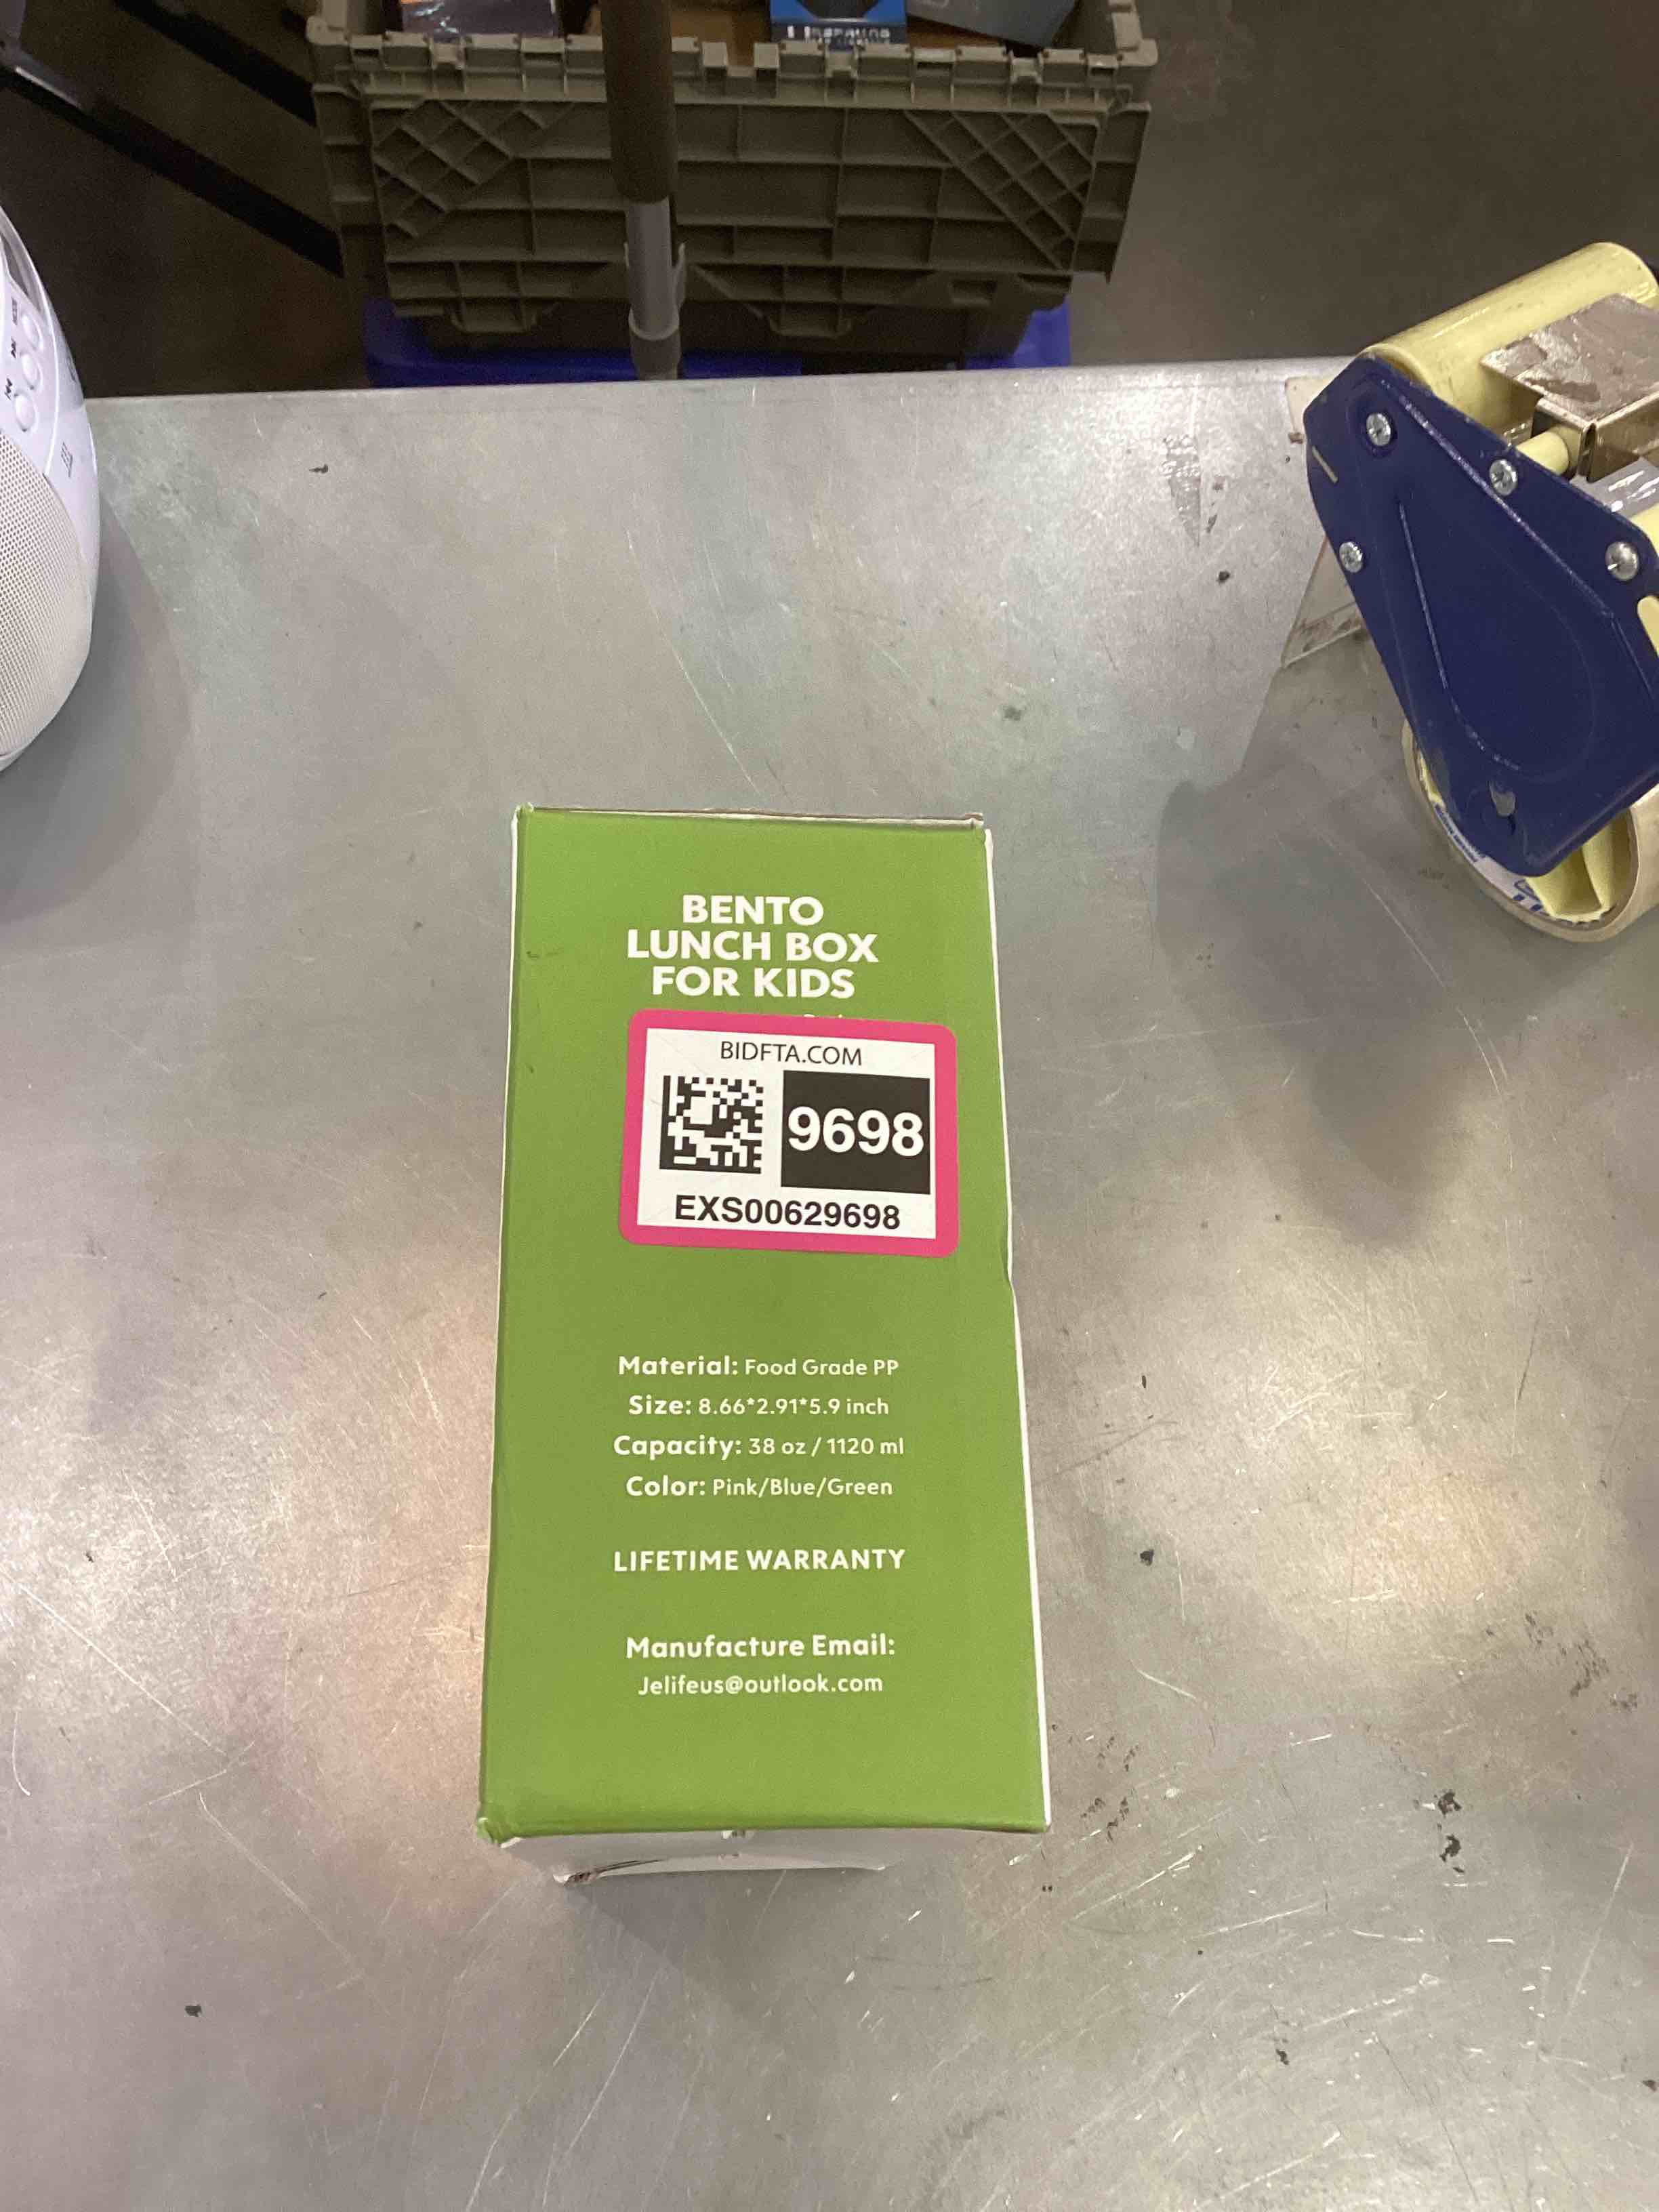 BENTO
LUNCH BOX
FOR KIDS
BIDFTA.COM
9698
EXS00629698
Material: Food Grade PP
Size: 8.66*2.91*5.9 inch
Capacity: 38 oz / 1120 ml
Color: Pink/Blue/Green
LIFETIME WARRANTY
Manufacture Email:
Jelifeus@outlook.com